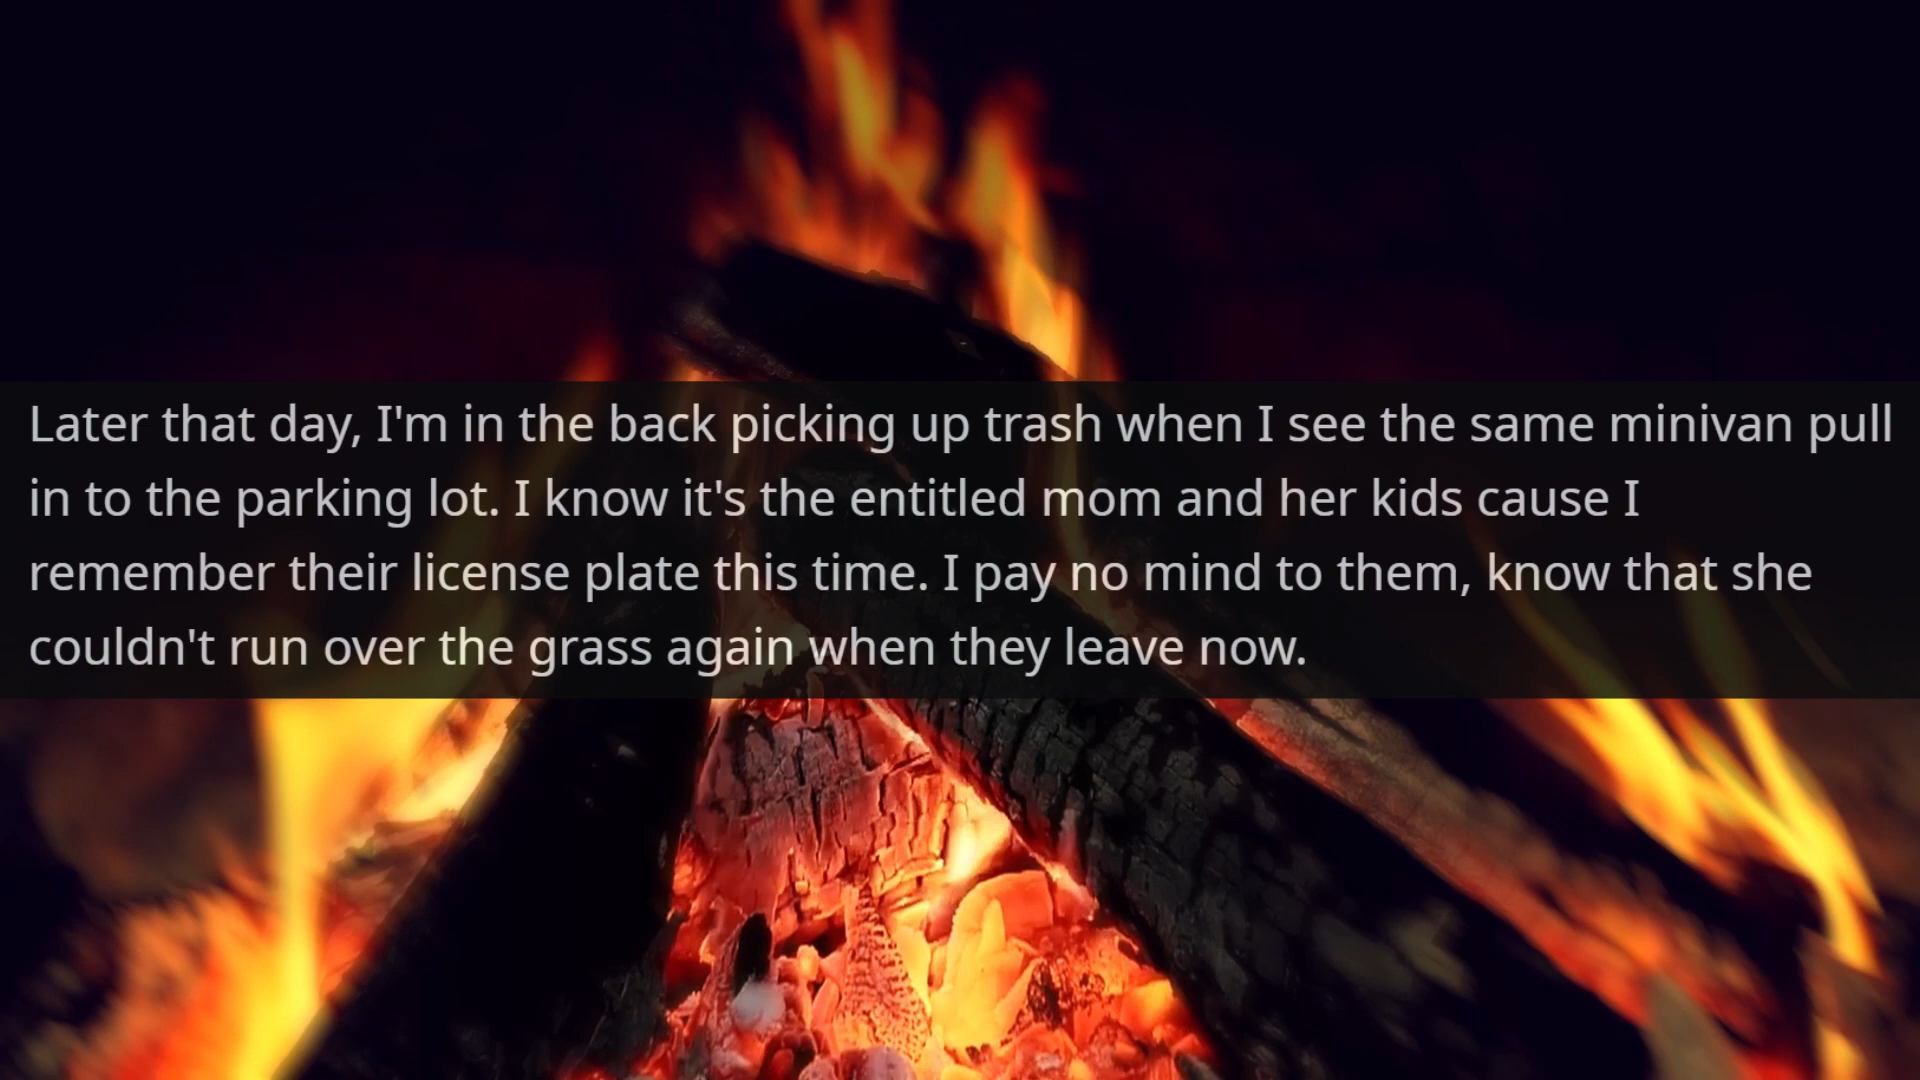 Later that day, I'm in the back picking up trash when I see the same minivan pull
in to the parking lot. I know it's the entitled mom and her kids cause I
remember their license plate this time. I pay no mind to them, know that she
couldn't run over the grass again when they leave now.